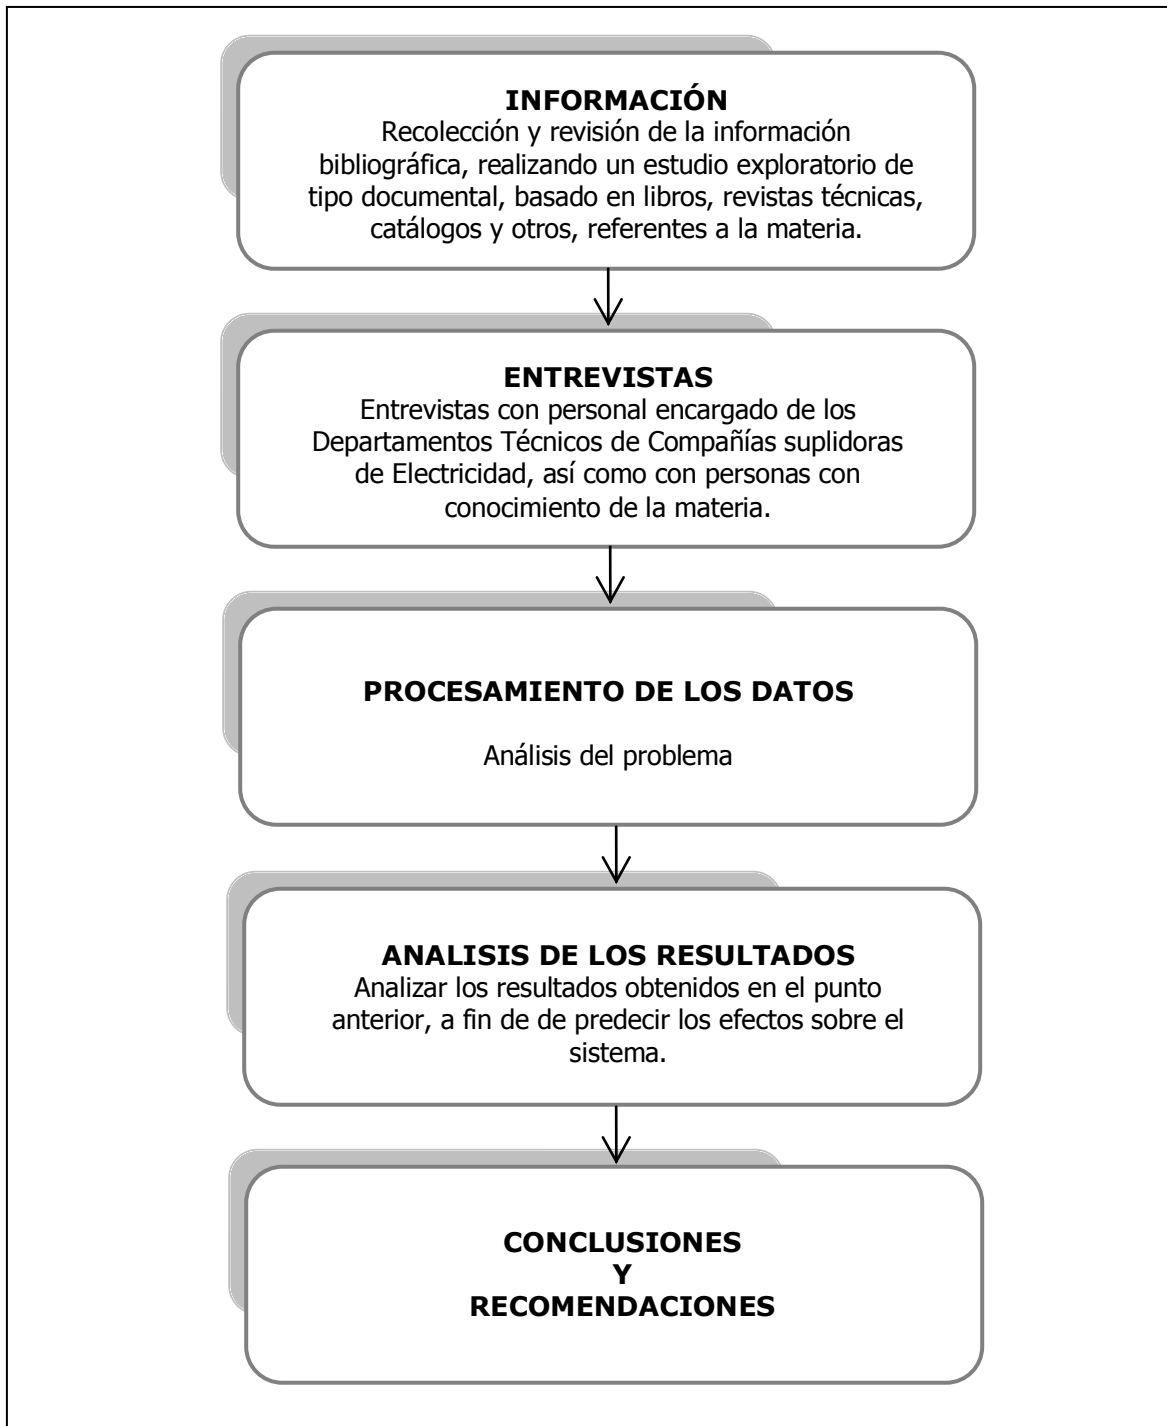 INFORMACIÓN
Recolección y revisión de la información
bibliográfica, realizando un estudio exploratorio de
tipo documental, basado en libros, revistas técnicas,
catálogos y otros, referentes a la materia.
ENTREVISTAS
Entrevistas con personal encargado de los
Departamentos Técnicos de Compañías suplidoras
de Electricidad, así como con personas con
conocimiento de la materia.
PROCESAMIENTO DE LOS DATOS
Análisis del problema
ANALISIS DE LOS RESULTADOS
Analizar los resultados obtenidos en el punto
anterior, a fin de de predecir los efectos sobre el
sistema.
CONCLUSIONES
Y
RECOMENDACIONES